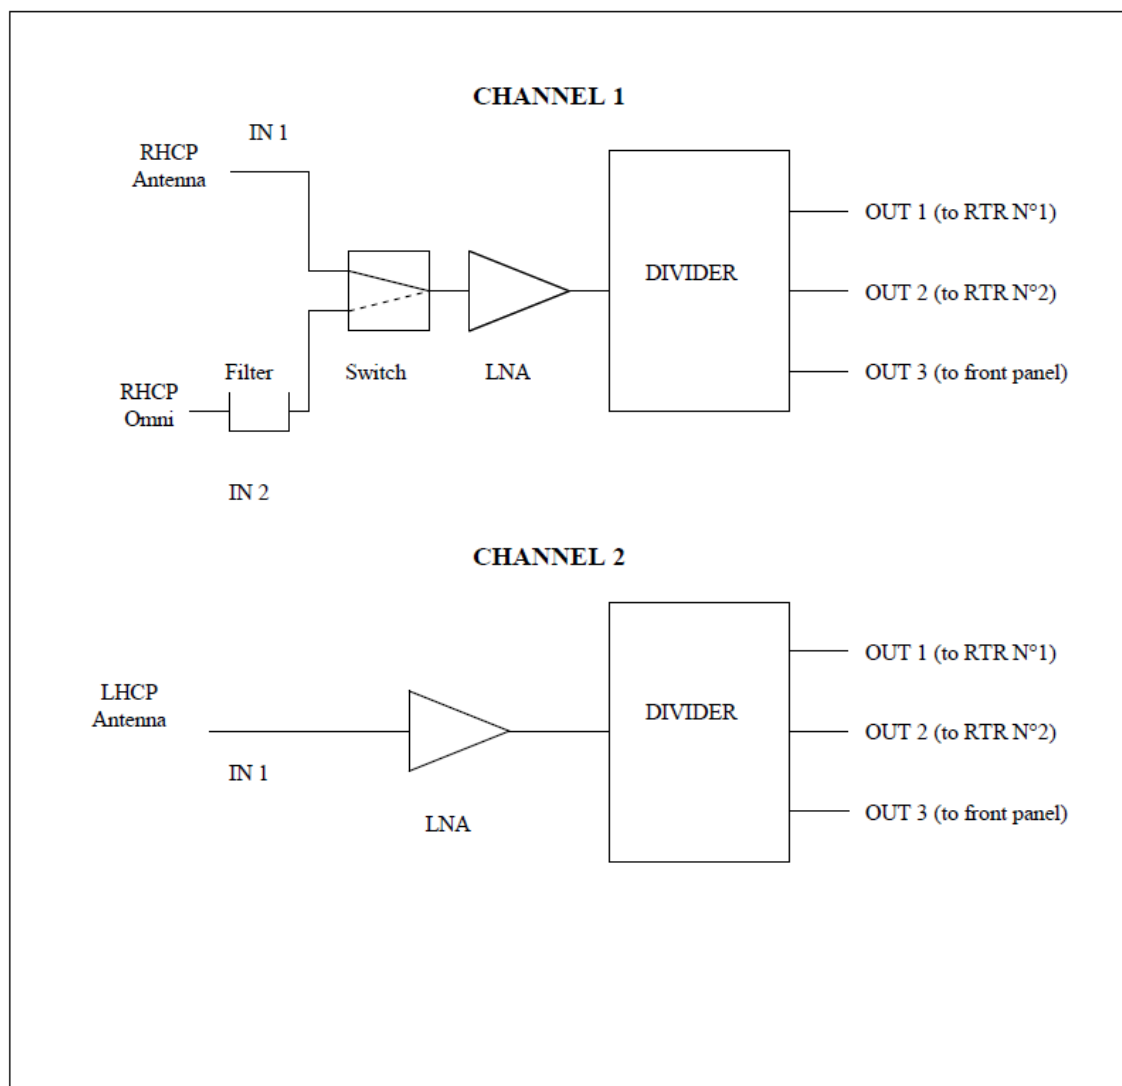 CHANNEL 1
IN 1
RHCP
Antenna
OUT 1 (to RTR N°1)
DIVIDER
OUT 2 (to RTR N°2)
Filter
Switch
LNA
OUT 3 (to front panel)
RHCP
Omni
IN 2
CHANNEL 2
OUT 1 (to RTR N°1)
LHCP
Antenna
DIVIDER
OUT 2 (to RTR N°2)
IN 1
OUT 3 (to front panel)
LNA